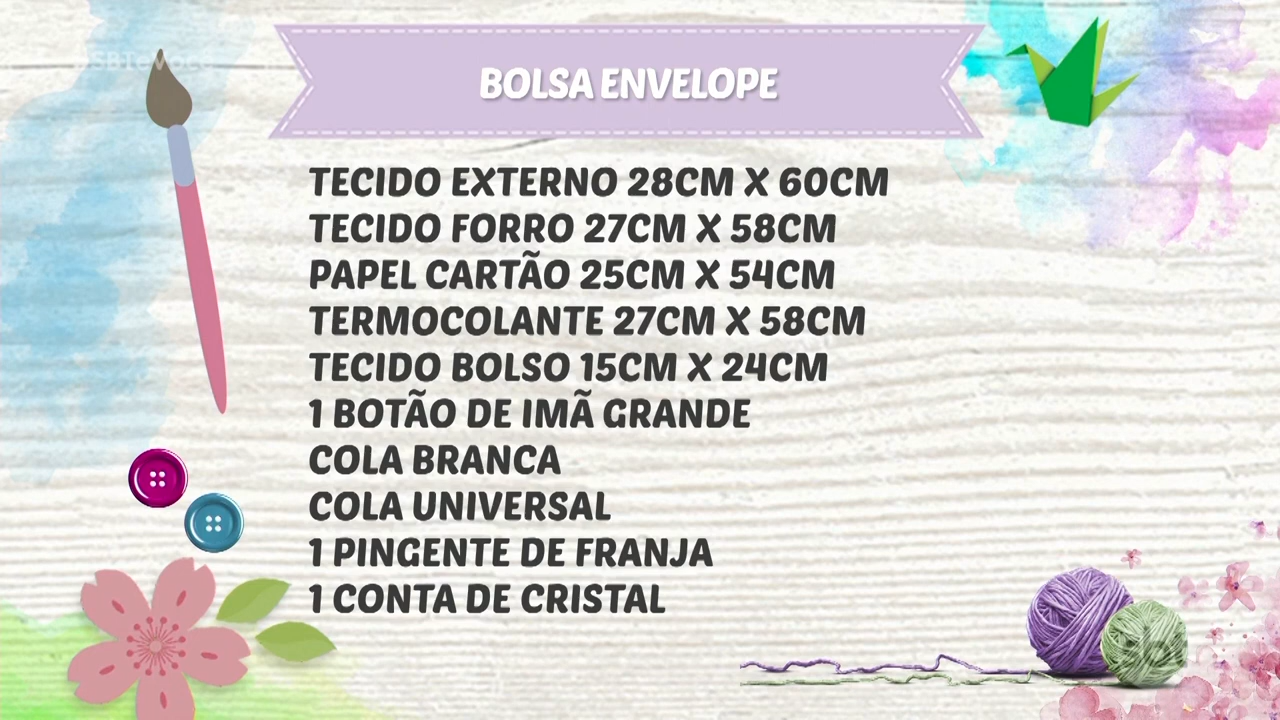 #SBTeVocê
BOLSA ENVELOPE
TECIDO EXTERNO 28CM X 60CM
TECIDO FORRO 27CM X 58CM
PAPEL CARTÃO 25CM X 54CM
TERMOCOLANTE 27CM X 58CM
TECIDO BOLSO 15CM X 24CM
1 BOTÃO DE IMÃ GRANDE
COLA BRANCA
COLA UNIVERSAL
1 PINGENTE DE FRANJA
1 CONTA DE CRISTAL